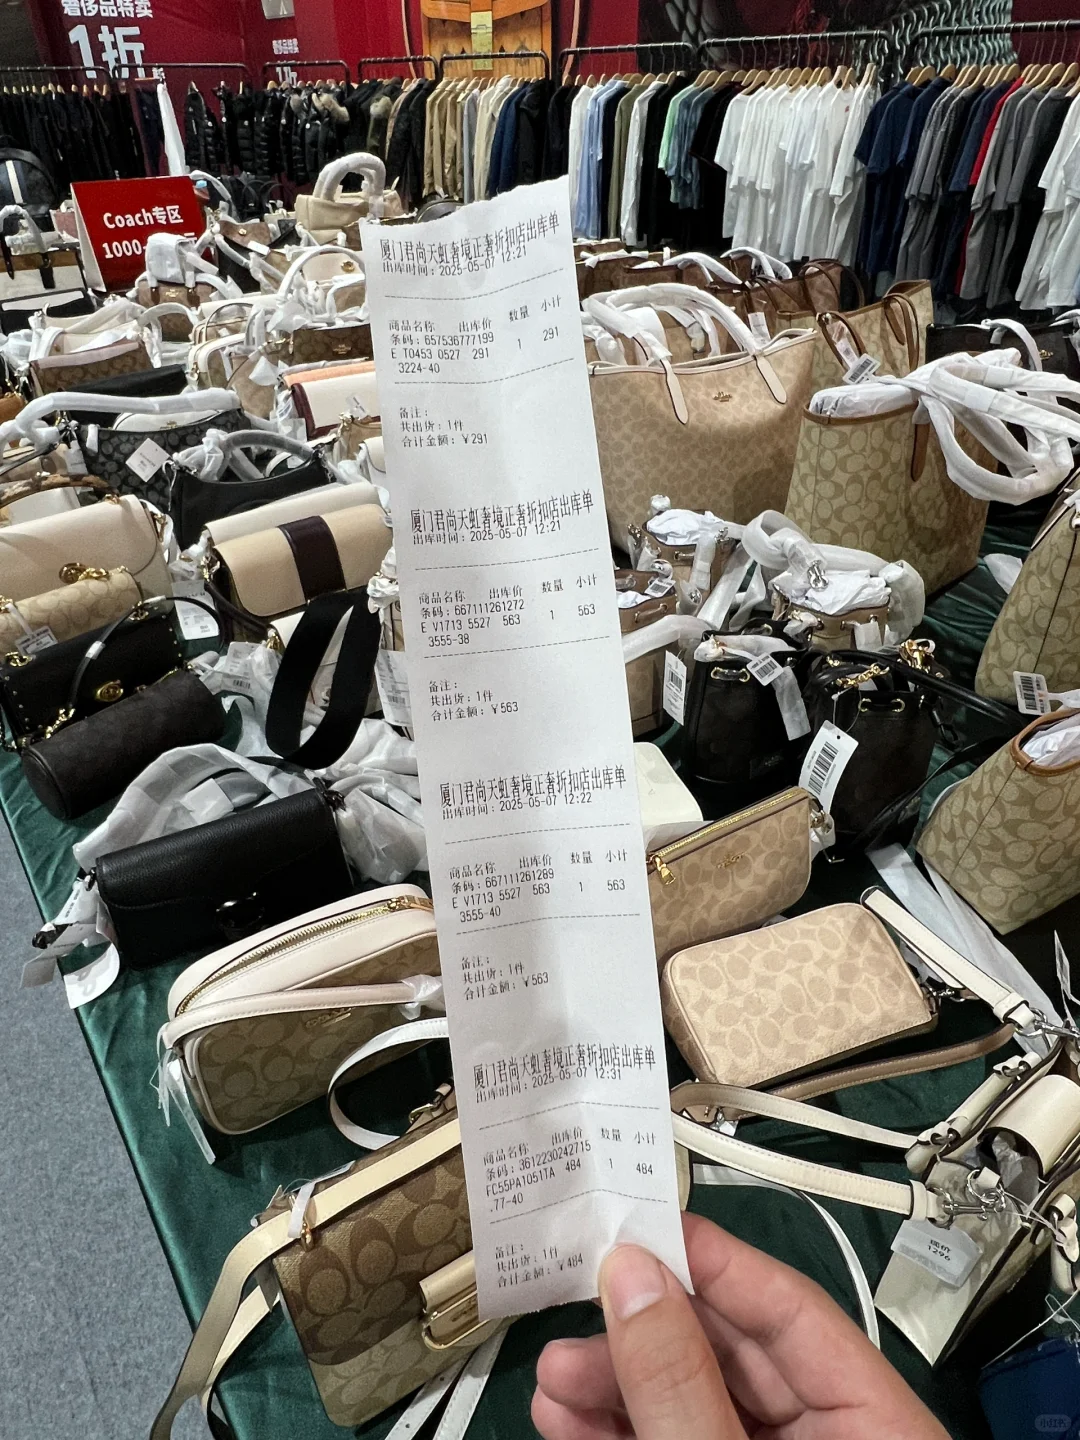 奢侈品特卖
1折
Coach专区
厦门君尚天虹奢境正奢折扣店出库单
出库时间：2025-05-07 12:21
商品名称 出库价 数量 小计
条码：657536777199
E T0453 0527 291 1 291
3224-40
备注：
共出货：1件
合计金额：￥291
厦门君尚天虹奢境正奢折扣店出库单
出库时间：2025-05-07 12:21
商品名称 出库价 数量 小计
条码：667111261272
E V1713 5527 563 1 563
3555-38
备注：
共出货：1件
合计金额：￥563
厦门君尚天虹奢境正奢折扣店出库单
出库时间：2025-05-07 12:22
商品名称 出库价 数量 小计
条码：667111261289
E V1713 5527 563 1 563
3555-40
备注：
共出货：1件
合计金额：￥563
厦门君尚天虹奢境正奢折扣店出库单
出库时间：2025-05-07 12:31
商品名称 出库价 数量 小计
条码：3612230242715
FC55PA1051TA 484 1 484
.77-40
备注：
共出货：1件
合计金额：￥484
1296
小红书